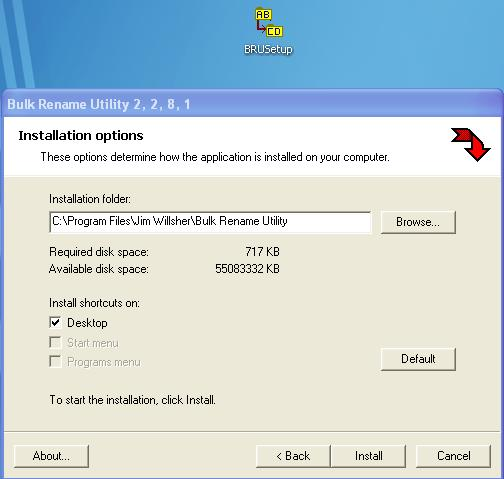 AB
CD
BRUSetup
Bulk Rename Utility 2, 2, 8, 1
Installation options
These options determine how the application is installed on your computer.
Installation folder:
C:\Program Files\Jim Willsher\Bulk Rename Utility
Browse...
Required disk space: 717 KB
Available disk space: 55083332 KB
Install shortcuts on:
Desktop
Start menu
Programs menu
Default
To start the installation, click Install.
About... < Back Install Cancel